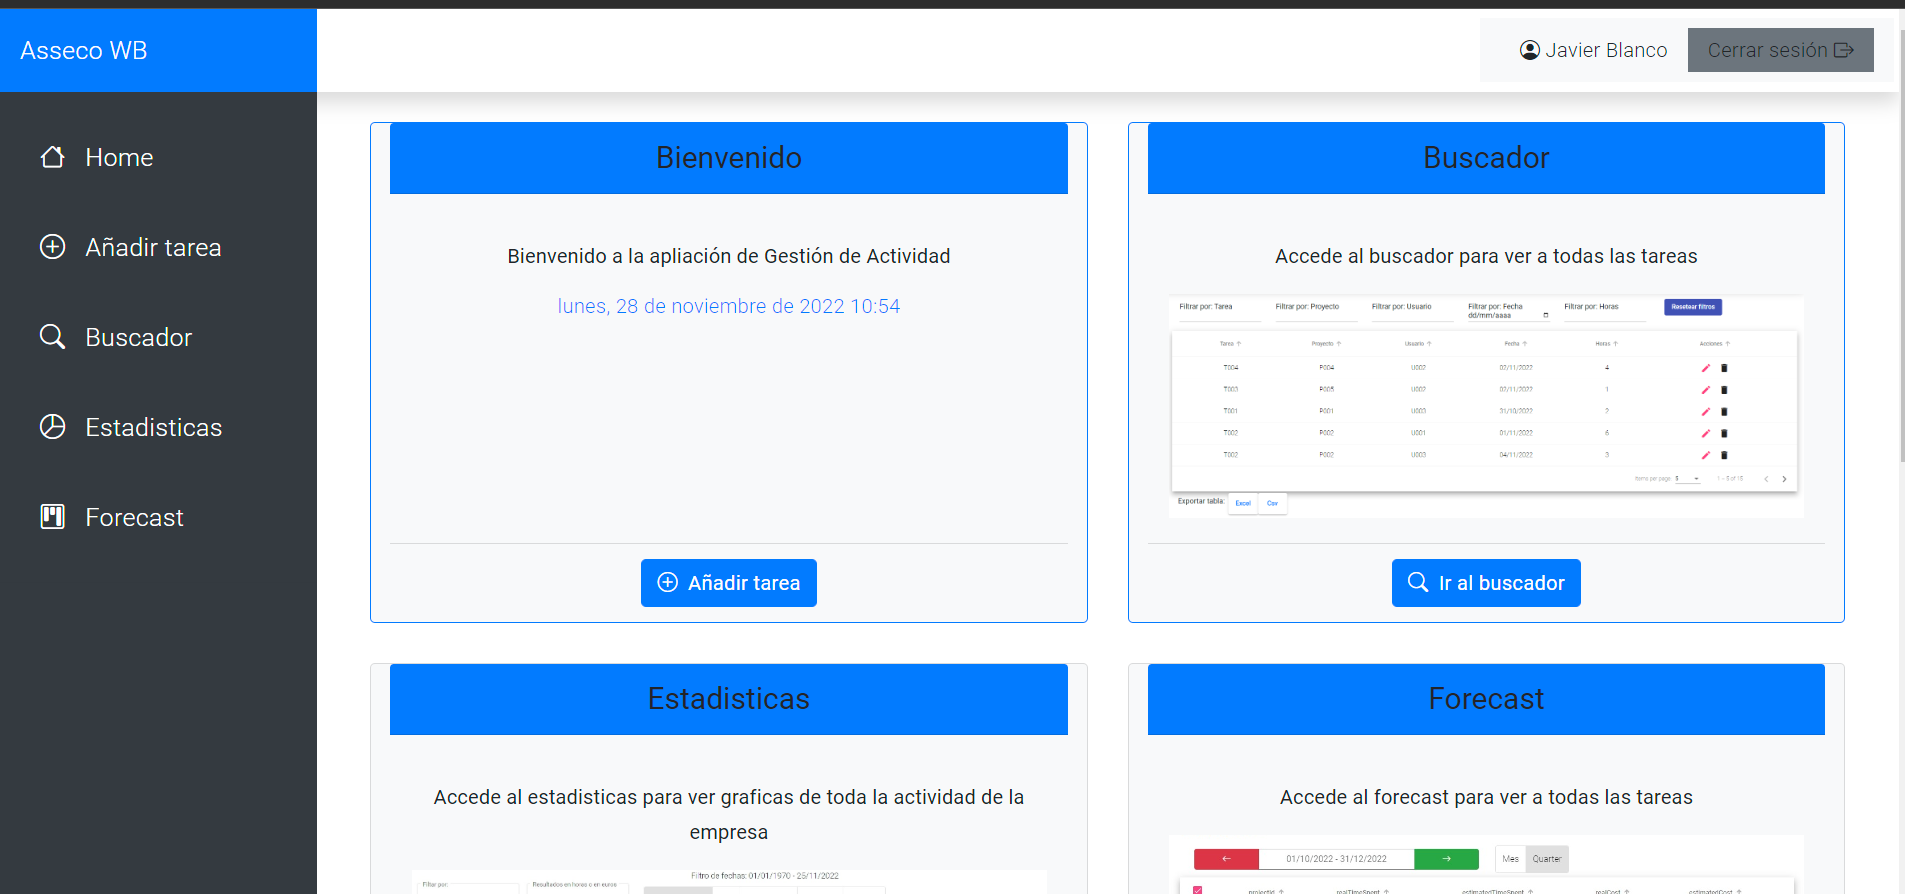 Asseco WB
Javier Blanco
Cerrar sesión
Home
Añadir tarea
Buscador
Estadisticas
Forecast
Bienvenido
Bienvenido a la apliación de Gestión de Actividad
lunes, 28 de noviembre de 2022 10:54
Añadir tarea
Buscador
Accede al buscador para ver a todas las tareas
Filtrar por: Tarea Filtrar por: Proyecto Filtrar por: Usuario Filtrar por: Fecha Filtrar por: Horas Resetear filtros
dd/mm/aaaa
Tarea Proyecto Usuario Fecha Horas Acciones
T004 P004 U002 02/11/2022 4
T003 P005 U002 02/11/2022 1
T001 P001 U003 31/10/2022 2
T002 P002 U001 01/11/2022 6
T002 P002 U003 04/11/2022 3
Items per page: 5 1 – 5 of 15
Exportar tabla: Excel Csv
Ir al buscador
Estadisticas
Accede al estadisticas para ver graficas de toda la actividad de la
empresa
Filtro de fechas: 01/01/1970 - 25/11/2022
Filtrar por: Resultados en horas o en euros
Forecast
Accede al forecast para ver a todas las tareas
01/10/2022 - 31/12/2022 Mes Quarter
projectId realTimeSpent estimatedTimeSpent realCost estimatedCost